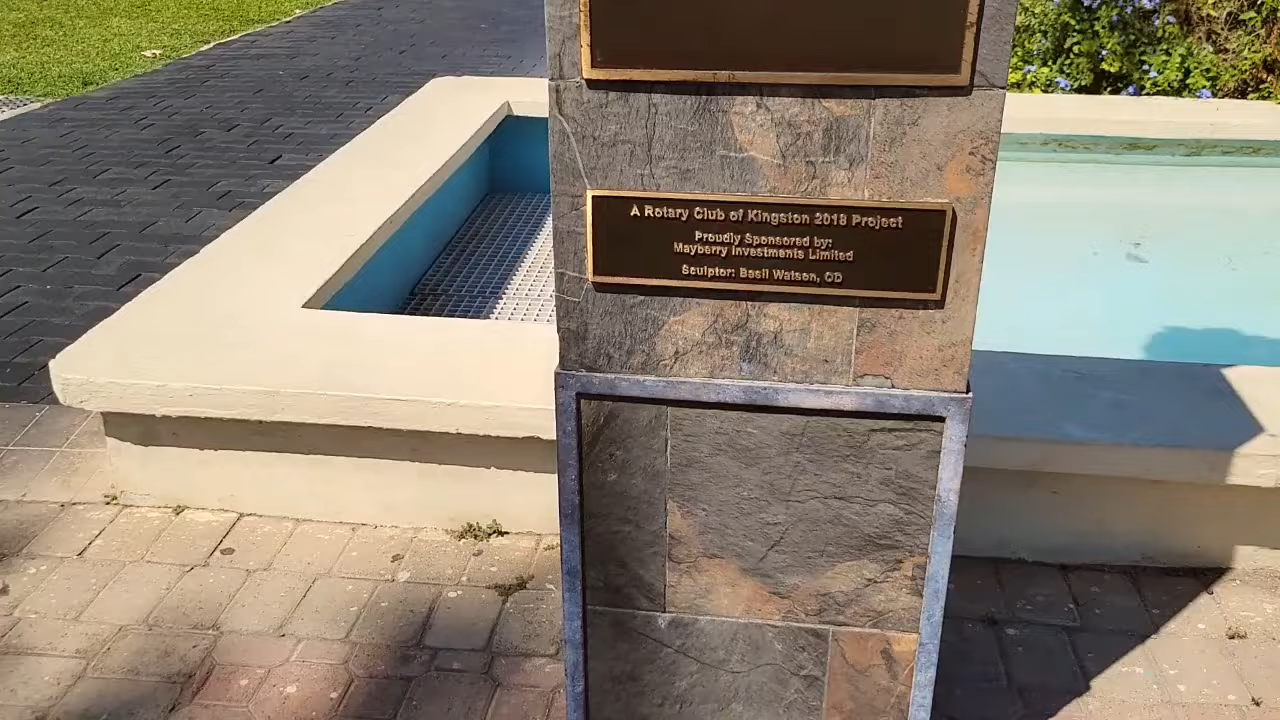 A Rotary Club of Kingston 2018 Project
Proudly Sponsored by:
Mayberry Investments Limited
Sculptor: Basil Watson, OD